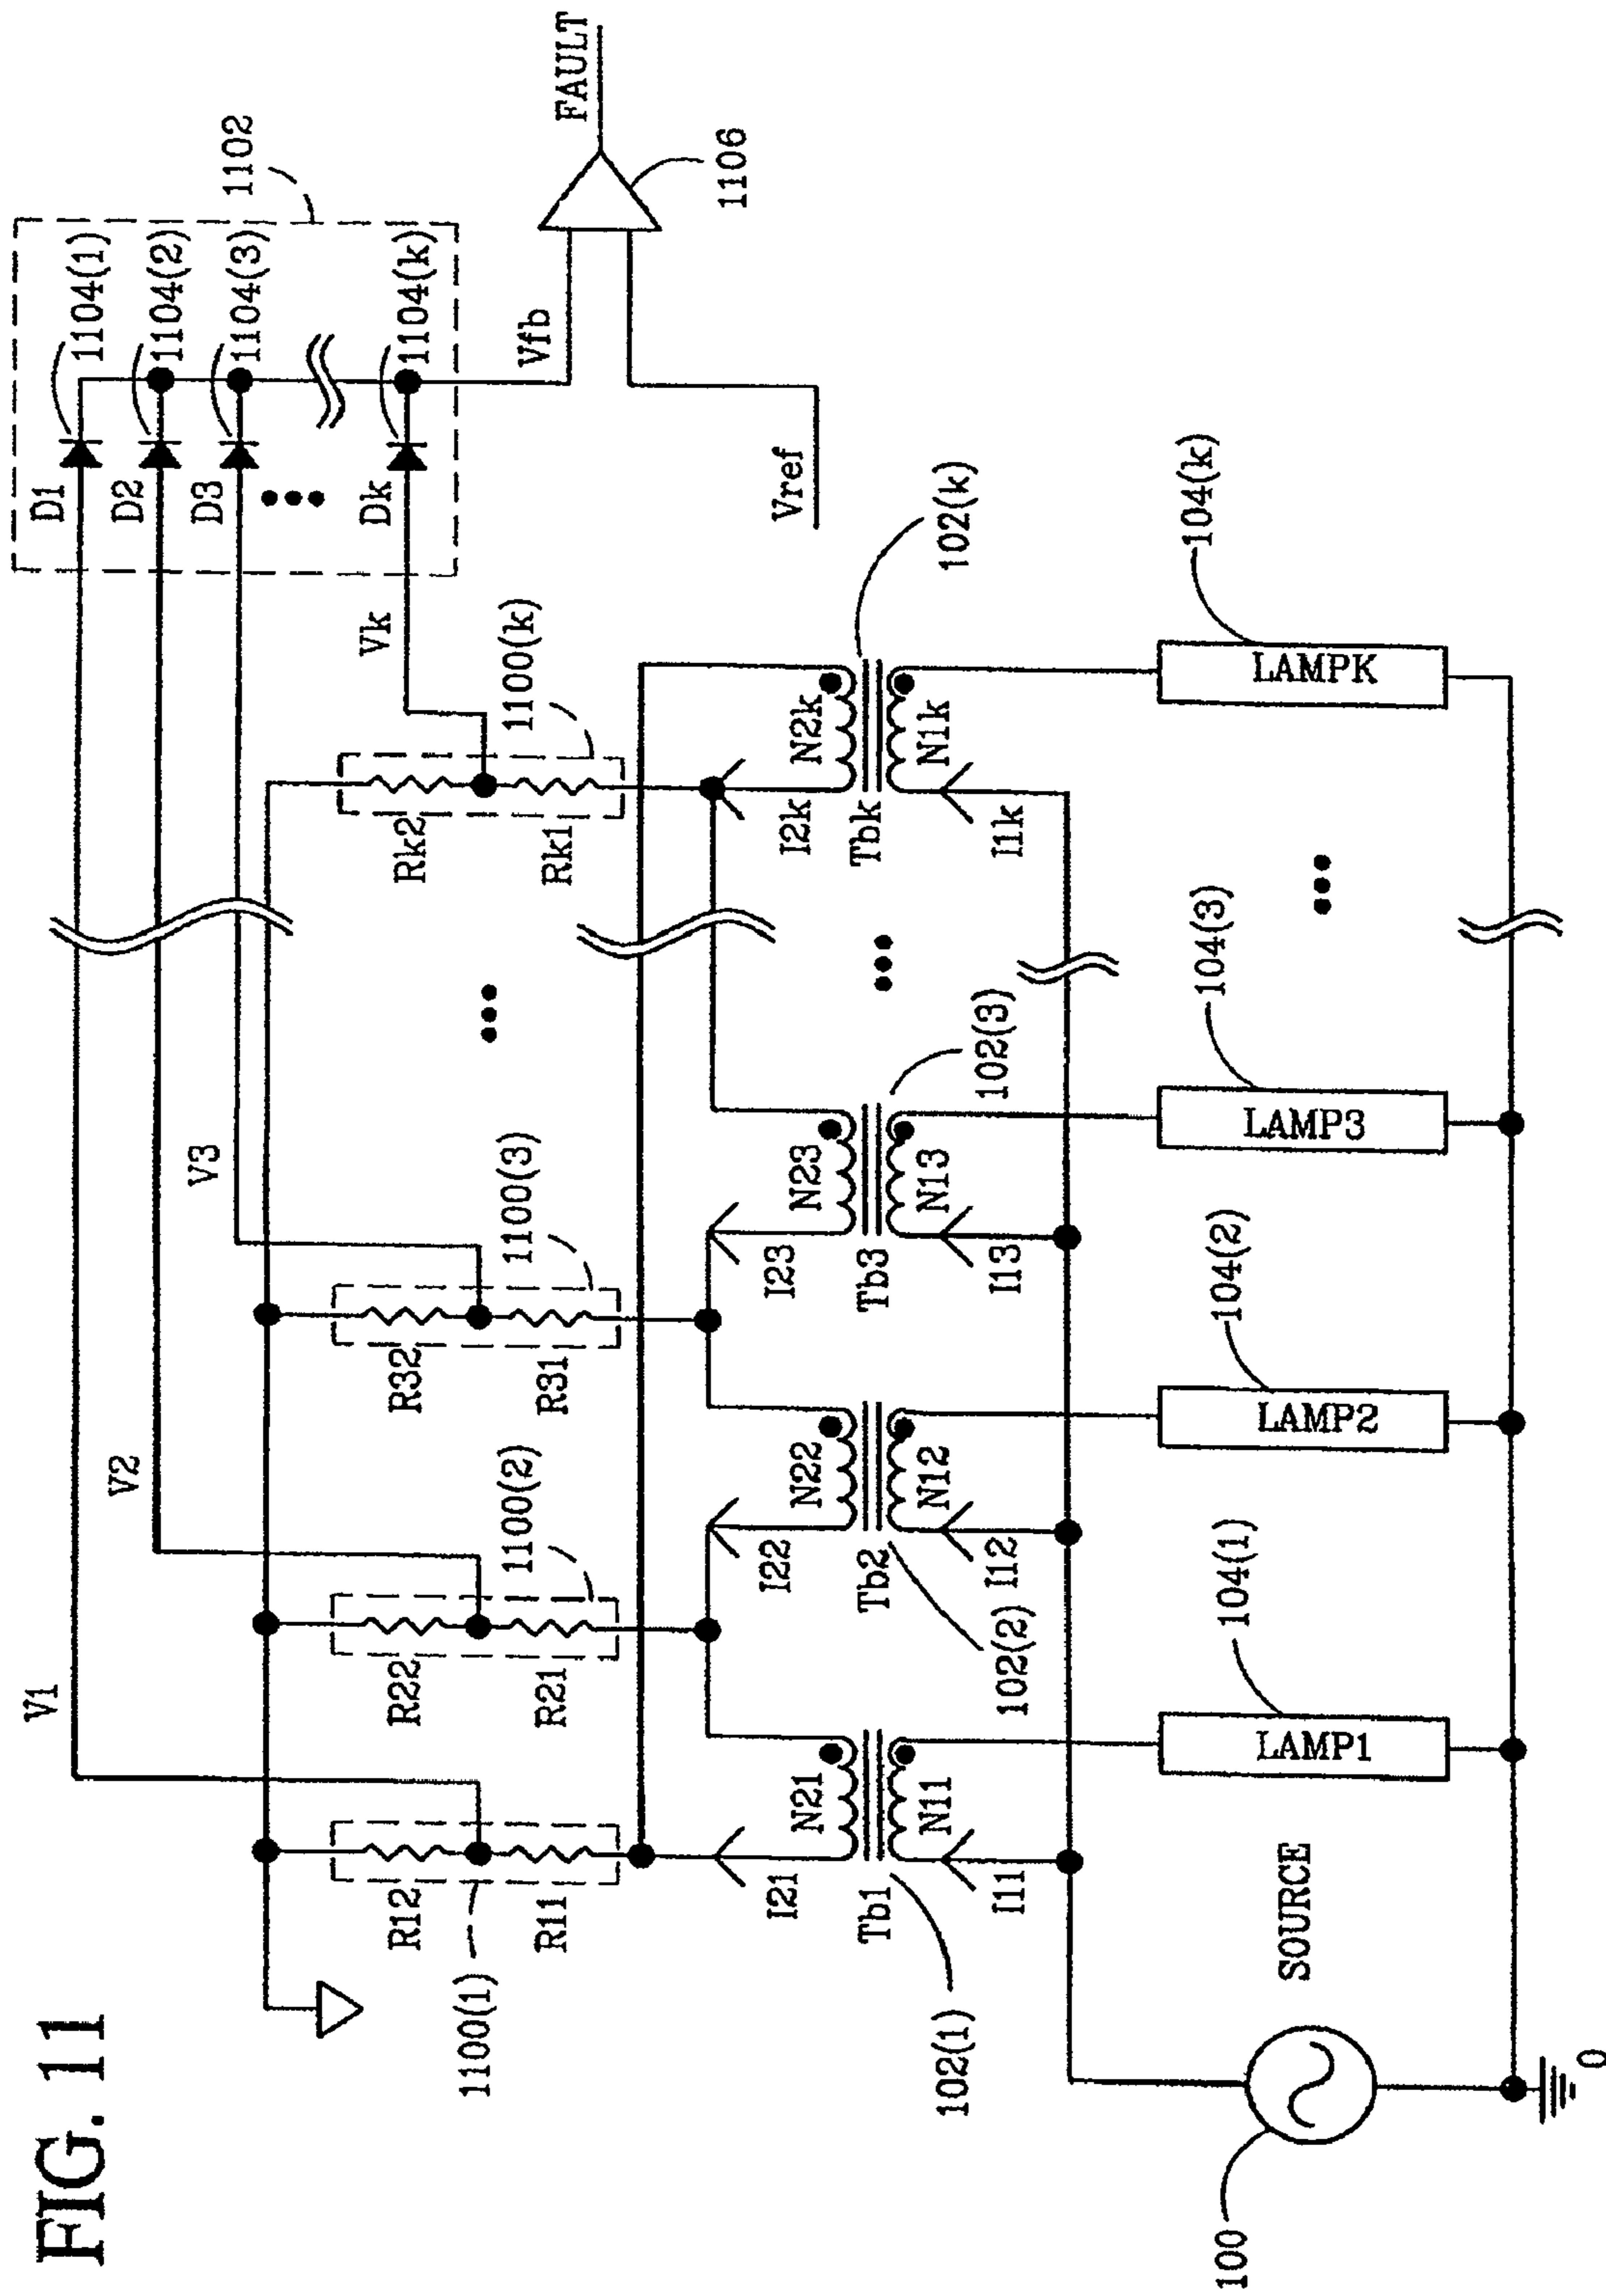 FIG. 11
V1
V2
V3
D1
D2
D3
Dk
1104(1)
1104(2)
1104(3)
1104(k)
1102
Vk
Vfb
FAULT
1106
Vref
R12
R11
1100(1)
R22
R21
1100(2)
R32
R31
1100(3)
Rk2
Rk1
1100(k)
I21
N21
I22
N22
I23
N23
I2k
N2k
Tb1
102(1)
Tb2
102(2)
Tb3
102(3)
Tbk
102(k)
I11
N11
I12
N12
I13
N13
I1k
N1k
100
SOURCE
LAMP1
104(1)
LAMP2
104(2)
LAMP3
104(3)
LAMPK
104(k)
0